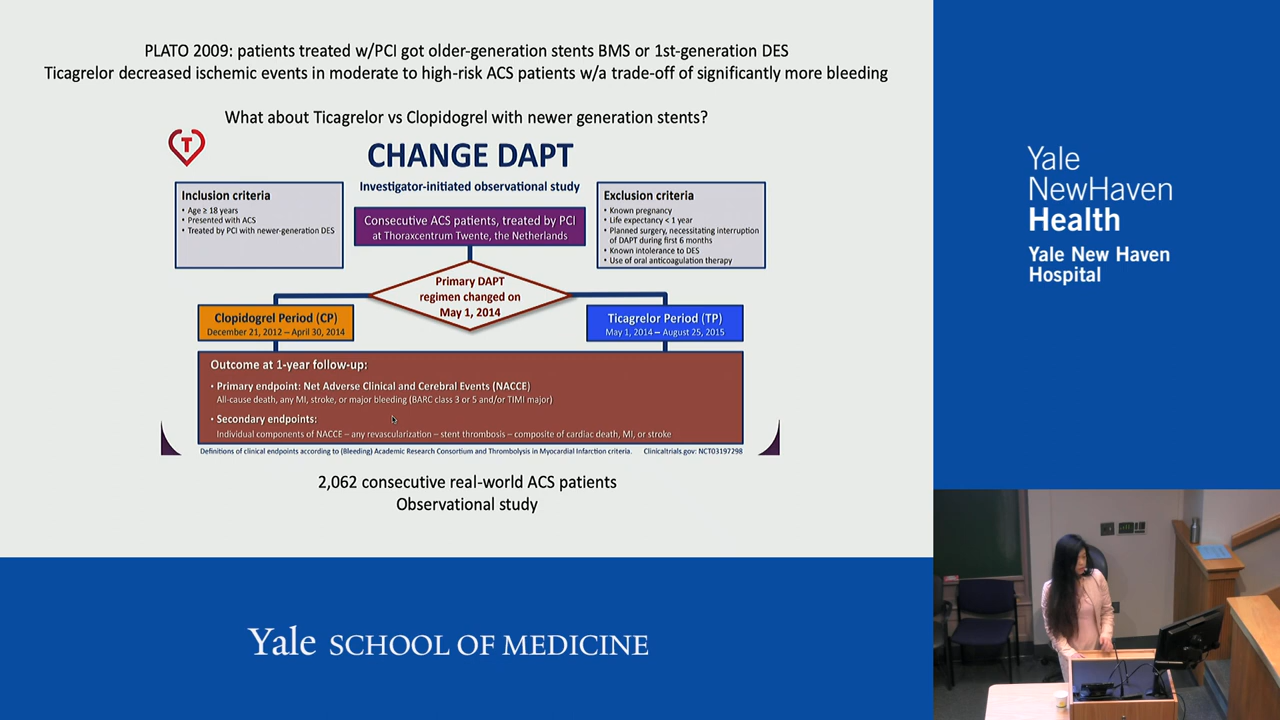 PLATO 2009: patients treated w/PCI got older-generation stents BMS or 1st-generation DES
Ticagrelor decreased ischemic events in moderate to high-risk ACS patients w/a trade-off of significantly more bleeding
What about Ticagrelor vs Clopidogrel with newer generation stents?
T
CHANGE DAPT
Investigator-initiated observational study
Inclusion criteria
• Age ≥ 18 years
• Presented with ACS
• Treated by PCI with newer-generation DES
Consecutive ACS patients, treated by PCI
at Thoraxcentrum Twente, the Netherlands
Exclusion criteria
• Known pregnancy
• Life expectancy < 1 year
• Planned surgery, necessitating interruption
of DAPT during first 6 months
• Known intolerance to DES
• Use of oral anticoagulation therapy
Primary DAPT
regimen changed on
May 1, 2014
Clopidogrel Period (CP)
December 21, 2012 – April 30, 2014
Ticagrelor Period (TP)
May 1, 2014 – August 25, 2015
Outcome at 1-year follow-up:
• Primary endpoint: Net Adverse Clinical and Cerebral Events (NACCE)
All-cause death, any MI, stroke, or major bleeding (BARC class 3 or 5 and/or TIMI major)
• Secondary endpoints:
Individual components of NACCE – any revascularization – stent thrombosis – composite of cardiac death, MI, or stroke
Definitions of clinical endpoints according to (Bleeding) Academic Research Consortium and Thrombolysis in Myocardial Infarction criteria. Clinicaltrials.gov: NCT03197298
2,062 consecutive real-world ACS patients
Observational study
Yale
NewHaven
Health
Yale New Haven
Hospital
Yale SCHOOL OF MEDICINE